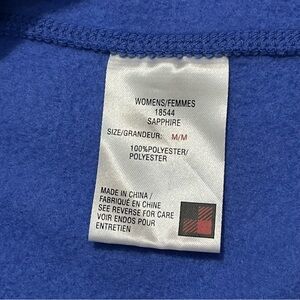 WOMENS/FEMMES
18544
SAPPHIRE
SIZE/GRANDEUR: M/M
100%POLYESTER/
POLYESTER
MADE IN CHINA /
FABRIQUÉ EN CHINE
SEE REVERSE FOR CARE
VOIR ENDOS POUR
ENTRETIEN